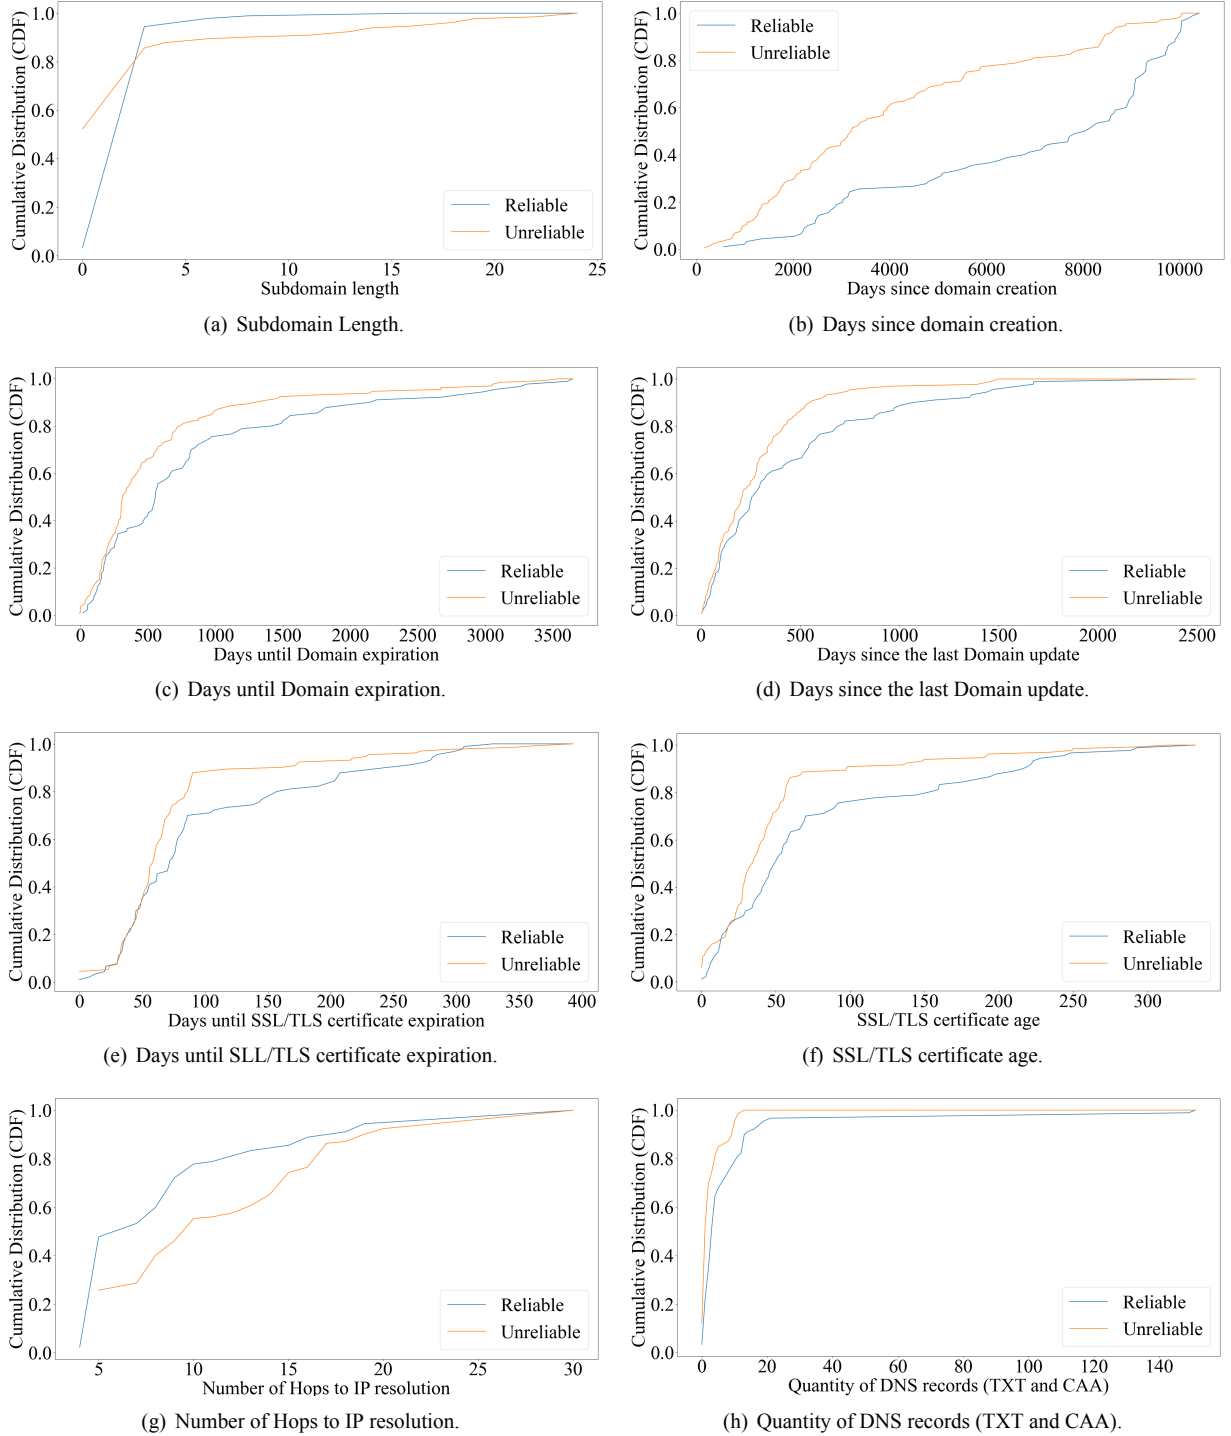 Cumulative Distribution (CDF)
1.0
0.8
0.6
0.4
0.2
0.0
Reliable
Unreliable
0 5 10 15 20 25
Subdomain length
(a) Subdomain Length.
Cumulative Distribution (CDF)
1.0
0.8
0.6
0.4
0.2
0.0
Reliable
Unreliable
0 2000 4000 6000 8000 10000
Days since domain creation
(b) Days since domain creation.
Cumulative Distribution (CDF)
1.0
0.8
0.6
0.4
0.2
0.0
Reliable
Unreliable
0 500 1000 1500 2000 2500 3000 3500
Days until Domain expiration
(c) Days until Domain expiration.
Cumulative Distribution (CDF)
1.0
0.8
0.6
0.4
0.2
0.0
Reliable
Unreliable
0 500 1000 1500 2000 2500
Days since the last Domain update
(d) Days since the last Domain update.
Cumulative Distribution (CDF)
1.0
0.8
0.6
0.4
0.2
0.0
Reliable
Unreliable
0 50 100 150 200 250 300 350 400
Days until SSL/TLS certificate expiration
(e) Days until SLL/TLS certificate expiration.
Cumulative Distribution (CDF)
1.0
0.8
0.6
0.4
0.2
0.0
Reliable
Unreliable
0 50 100 150 200 250 300
SSL/TLS certificate age
(f) SSL/TLS certificate age.
Cumulative Distribution (CDF)
1.0
0.8
0.6
0.4
0.2
0.0
Reliable
Unreliable
5 10 15 20 25 30
Number of Hops to IP resolution
(g) Number of Hops to IP resolution.
Cumulative Distribution (CDF)
1.0
0.8
0.6
0.4
0.2
0.0
Reliable
Unreliable
0 20 40 60 80 100 120 140
Quantity of DNS records (TXT and CAA)
(h) Quantity of DNS records (TXT and CAA).